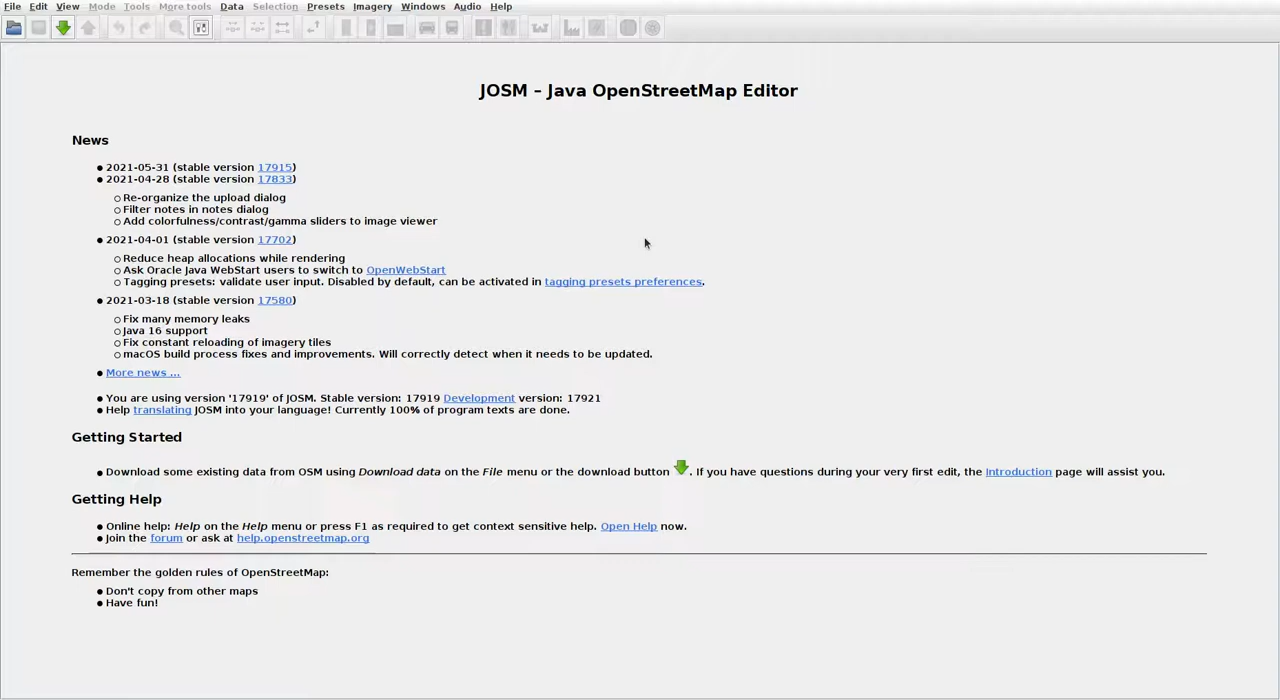 File Edit View Mode Tools More tools Data Selection Presets Imagery Windows Audio Help
JOSM – Java OpenStreetMap Editor
News
2021-05-31 (stable version 17915)
2021-04-28 (stable version 17833)
Re-organize the upload dialog
Filter notes in notes dialog
Add colorfulness/contrast/gamma sliders to image viewer
2021-04-01 (stable version 17702)
Reduce heap allocations while rendering
Ask Oracle Java WebStart users to switch to OpenWebStart
Tagging presets: validate user input. Disabled by default, can be activated in tagging presets preferences.
2021-03-18 (stable version 17580)
Fix many memory leaks
Java 16 support
Fix constant reloading of imagery tiles
macOS build process fixes and improvements. Will correctly detect when it needs to be updated.
More news ...
You are using version '17919' of JOSM. Stable version: 17919 Development version: 17921
Help translating JOSM into your language! Currently 100% of program texts are done.
Getting Started
Download some existing data from OSM using Download data on the File menu or the download button . If you have questions during your very first edit, the Introduction page will assist you.
Getting Help
Online help: Help on the Help menu or press F1 as required to get context sensitive help. Open Help now.
Join the forum or ask at help.openstreetmap.org
Remember the golden rules of OpenStreetMap:
Don't copy from other maps
Have fun!